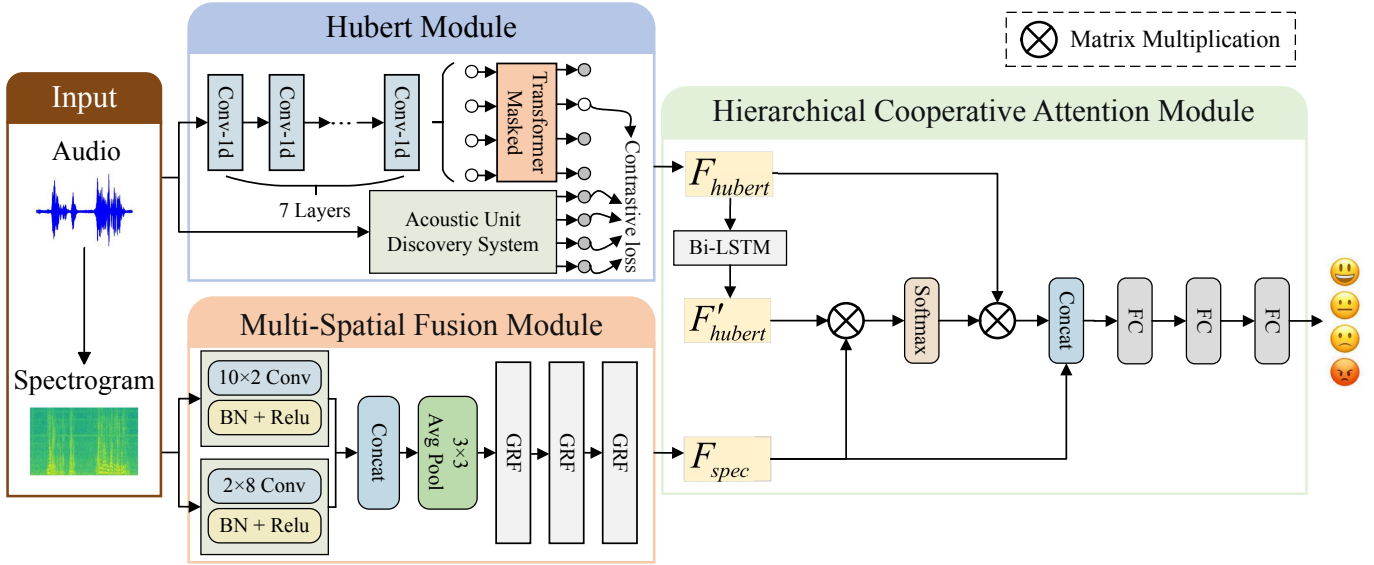 Hubert Module
Matrix Multiplication
Input
Audio
Spectrogram
Conv-1d
Conv-1d
...
Conv-1d
7 Layers
Transformer
Masked
Contrastive loss
Acoustic Unit
Discovery System
Multi-Spatial Fusion Module
10×2 Conv
BN + Relu
2×8 Conv
BN + Relu
Concat
3×3
Avg Pool
GRF
GRF
GRF
Hierarchical Cooperative Attention Module
F_hubert
Bi-LSTM
F'_hubert
F_spec
Softmax
Concat
FC
FC
FC